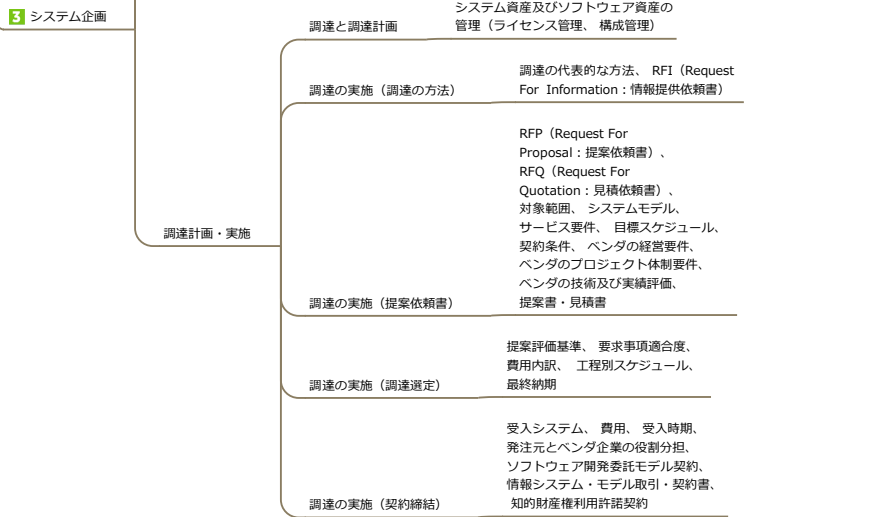 3 システム企画
調達と調達計画
システム資産及びソフトウェア資産の
管理（ライセンス管理、 構成管理）
調達の実施（調達の方法）
調達の代表的な方法、 RFI（Request
For Information：情報提供依頼書）
調達計画・実施
調達の実施（提案依頼書）
RFP（Request For
Proposal：提案依頼書）、
RFQ（Request For
Quotation：見積依頼書）、
対象範囲、 システムモデル、
サービス要件、 目標スケジュール、
契約条件、 ベンダの経営要件、
ベンダのプロジェクト体制要件、
ベンダの技術及び実績評価、
提案書・見積書
調達の実施（調達選定）
提案評価基準、 要求事項適合度、
費用内訳、 工程別スケジュール、
最終納期
調達の実施（契約締結）
受入システム、 費用、 受入時期、
発注元とベンダ企業の役割分担、
ソフトウェア開発委託モデル契約、
情報システム・モデル取引・契約書、
知的財産権利用許諾契約